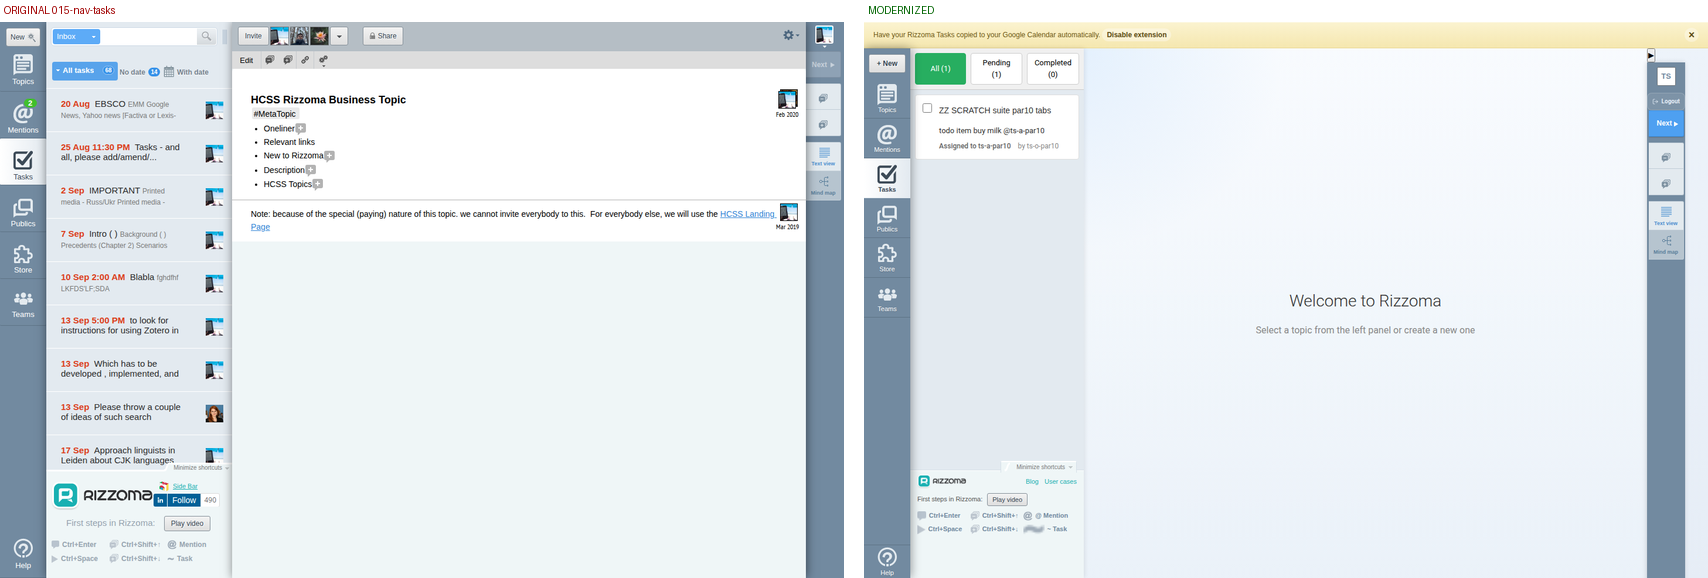 ORIGINAL 015-nav-tasks
New
Topics
2
Mentions
Tasks
Publics
Store
Teams
Help
Inbox
All tasks 68
No date 14
With date
20 Aug EBSCO EMM Google
News, Yahoo news |Factiva or Lexis-
25 Aug 11:30 PM Tasks - and
all, please add/amend/...
2 Sep IMPORTANT Printed
media - Russ/Ukr Printed media -
7 Sep Intro ( ) Background ( )
Precedents (Chapter 2) Scenarios
10 Sep 2:00 AM Blabla fghdfhf
LKFDS'LF;SDA
13 Sep 5:00 PM to look for
instructions for using Zotero in
13 Sep Which has to be
developed , implemented, and
13 Sep Please throw a couple
of ideas of such search
17 Sep Approach linguists in
Leiden about CJK languages
Minimize shortcuts
RIZZOMA
Side Bar
in Follow 490
First steps in Rizzoma: Play video
Ctrl+Enter Ctrl+Shift+↑ @ Mention
Ctrl+Space Ctrl+Shift+↓ ~ Task
Invite
Share
Edit
HCSS Rizzoma Business Topic
#MetaTopic
Feb 2020
• Oneliner
• Relevant links
• New to Rizzoma
• Description
• HCSS Topics
Note: because of the special (paying) nature of this topic. we cannot invite everybody to this. For everybody else, we will use the HCSS Landing
Page
Mar 2019
Next
Text view
Mind map
MODERNIZED
Have your Rizzoma Tasks copied to your Google Calendar automatically. Disable extension
×
+ New
Topics
Mentions
Tasks
Publics
Store
Teams
Help
All (1)
Pending
(1)
Completed
(0)
ZZ SCRATCH suite par10 tabs
todo item buy milk @ts-a-par10
Assigned to ts-a-par10 by ts-o-par10
Minimize shortcuts
RIZZOMA
Blog User cases
First steps in Rizzoma: Play video
Ctrl+Enter Ctrl+Shift+↑ @ @ Mention
Ctrl+Space Ctrl+Shift+↓ ~ Task
Welcome to Rizzoma
Select a topic from the left panel or create a new one
TS
Logout
Next
Text view
Mind map